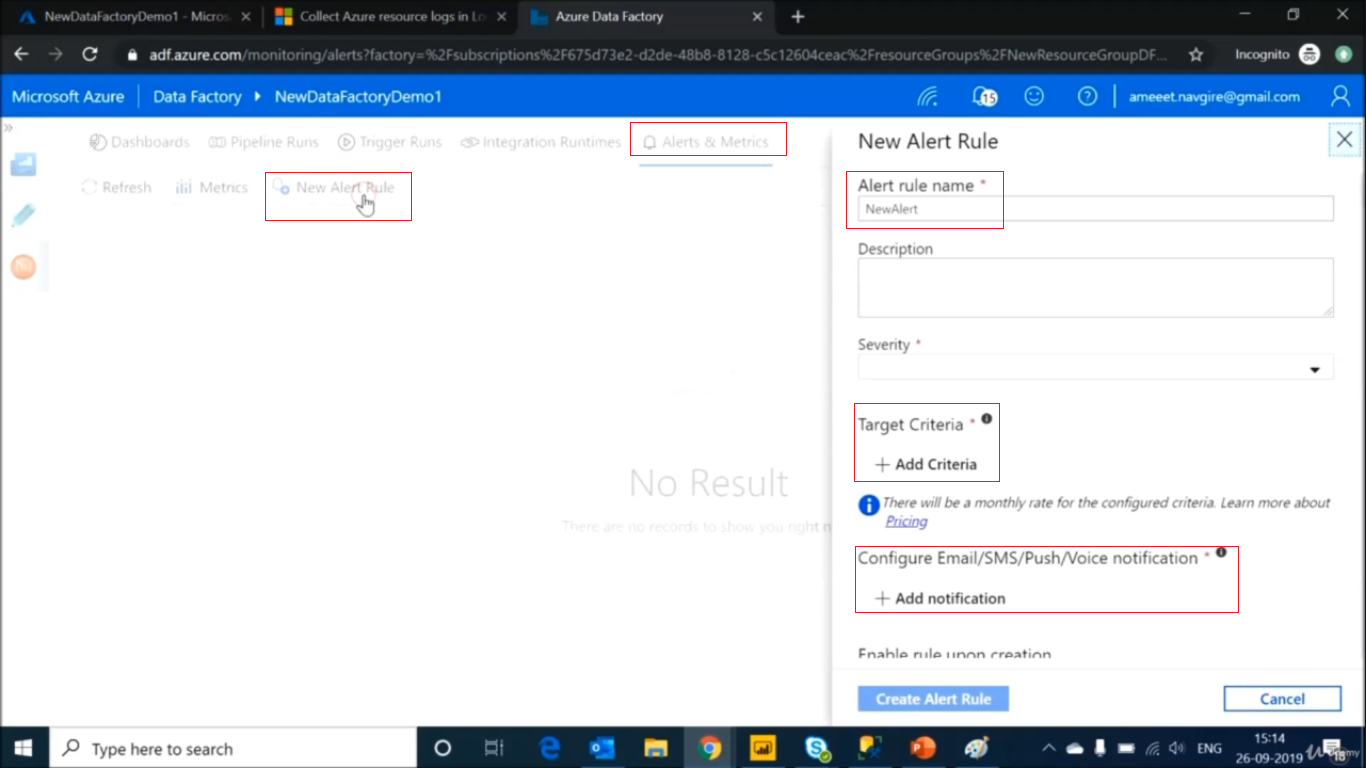 NewDataFactoryDemo1 - Micros
Collect Azure resource logs in Lo
Azure Data Factory
adf.azure.com/monitoring/alerts?factory=%2Fsubscriptions%2F675d73e2-d2de-48b8-8128-c5c12604ceac%2FresourceGroups%2FNewResourceGroupDF...
Incognito
Microsoft Azure
Data Factory
NewDataFactoryDemo1
15
ameeet.navgire@gmail.com
Dashboards
Pipeline Runs
Trigger Runs
Integration Runtimes
Alerts & Metrics
Refresh
Metrics
New Alert Rule
No Result
There are no records to show you right n
New Alert Rule
Alert rule name *
NewAlert
Description
Severity *
Target Criteria *
+ Add Criteria
There will be a monthly rate for the configured criteria. Learn more about
Pricing
Configure Email/SMS/Push/Voice notification *
+ Add notification
Enable rule upon creation
Create Alert Rule
Cancel
Type here to search
ENG
15:14
26-09-2019
18